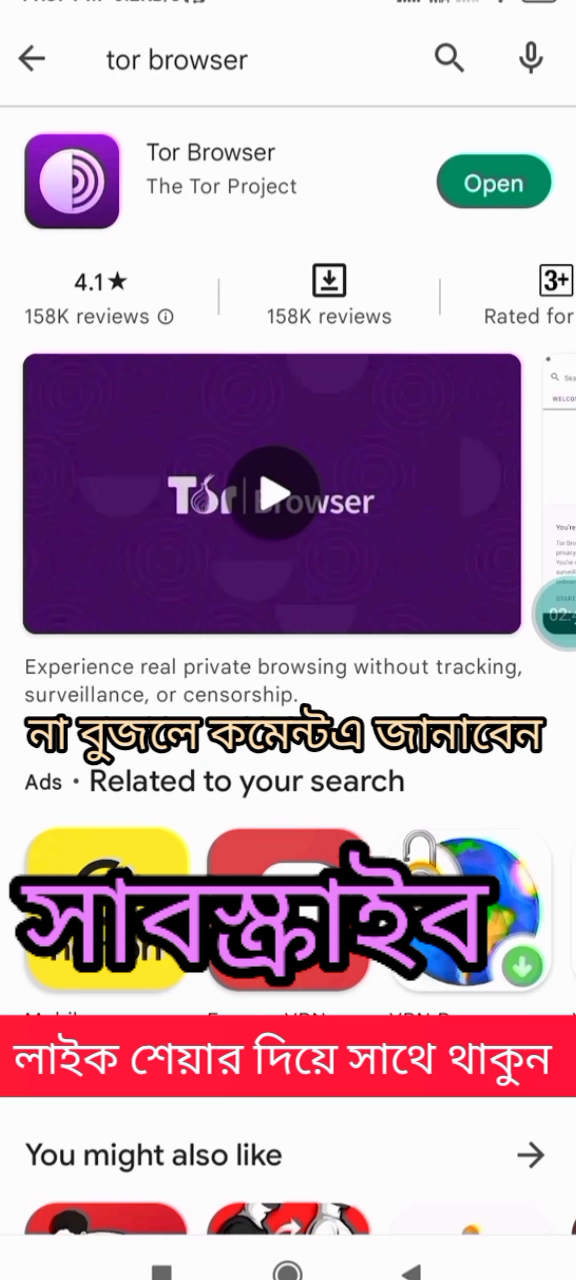 tor browser
Tor Browser
The Tor Project
Open
4.1★
158K reviews
158K reviews
3+
Rated for
Tor Browser
Experience real private browsing without tracking,
surveillance, or censorship.
না বুজলে কমেন্টএ জানাবেন
Ads • Related to your search
সাবস্ক্রাইব
লাইক শেয়ার দিয়ে সাথে থাকুন
You might also like